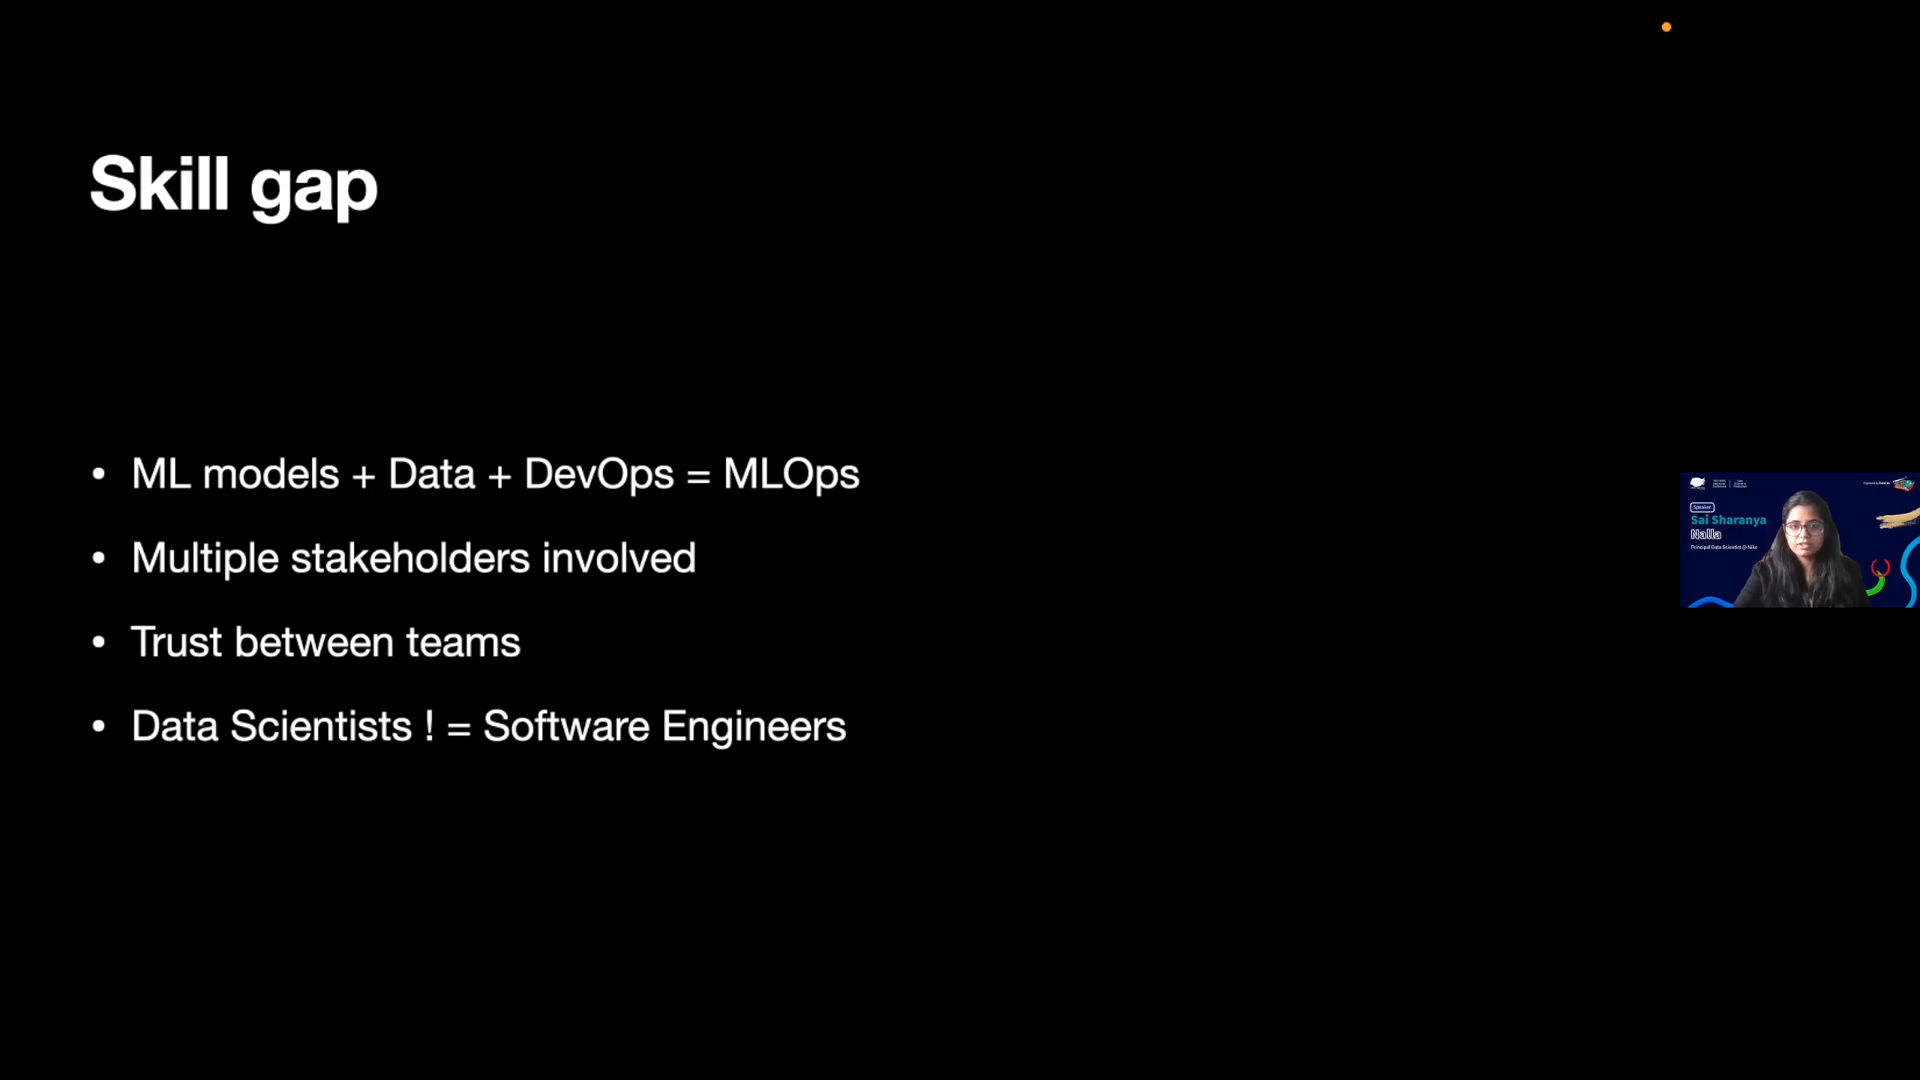 Skill gap
• ML models + Data + DevOps = MLOps
• Multiple stakeholders involved
• Trust between teams
• Data Scientists ! = Software Engineers
Speaker
Sai Sharanya
Nalla
Principal Data Scientist @ Nike